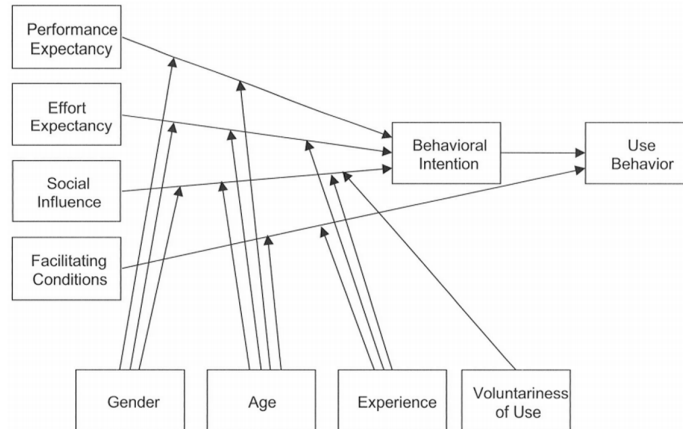 Performance
Expectancy
Effort
Expectancy
Social
Influence
Facilitating
Conditions
Behavioral
Intention
Use
Behavior
Gender
Age
Experience
Voluntariness
of Use